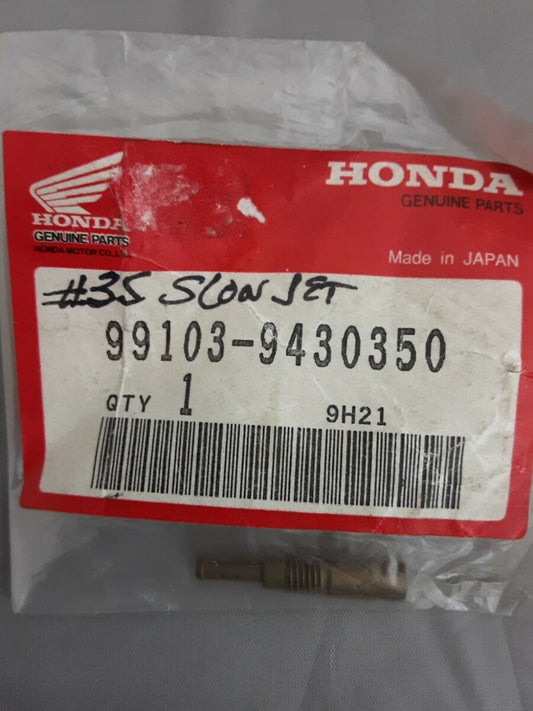 HONDA
GENUINE PARTS
HONDA MOTOR CO., LTD.
HONDA
GENUINE PARTS
Made in JAPAN
#35 SLOW JET
99103-9430350
QTY 1 9H21